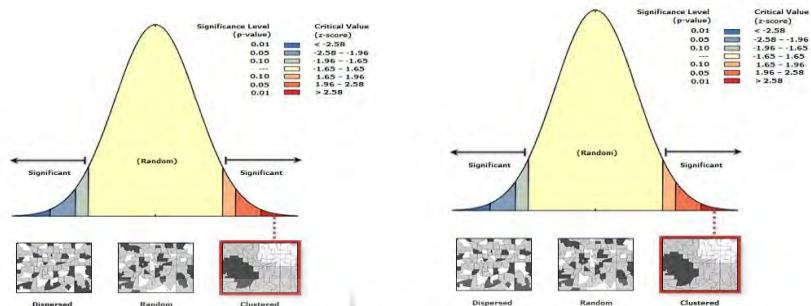 Significance Level
(p-value)
Critical Value
(z-score)
0.01 < -2.58
0.05 -2.58 – -1.96
0.10 -1.96 – -1.65
--- -1.65 – 1.65
0.10 1.65 – 1.96
0.05 1.96 – 2.58
0.01 > 2.58
(Random)
Significant
Significant
Dispersed
Random
Clustered
Significance Level
(p-value)
Critical Value
(z-score)
0.01 < -2.58
0.05 -2.58 – -1.96
0.10 -1.96 – -1.65
--- -1.65 – 1.65
0.10 1.65 – 1.96
0.05 1.96 – 2.58
0.01 > 2.58
(Random)
Significant
Significant
Dispersed
Random
Clustered